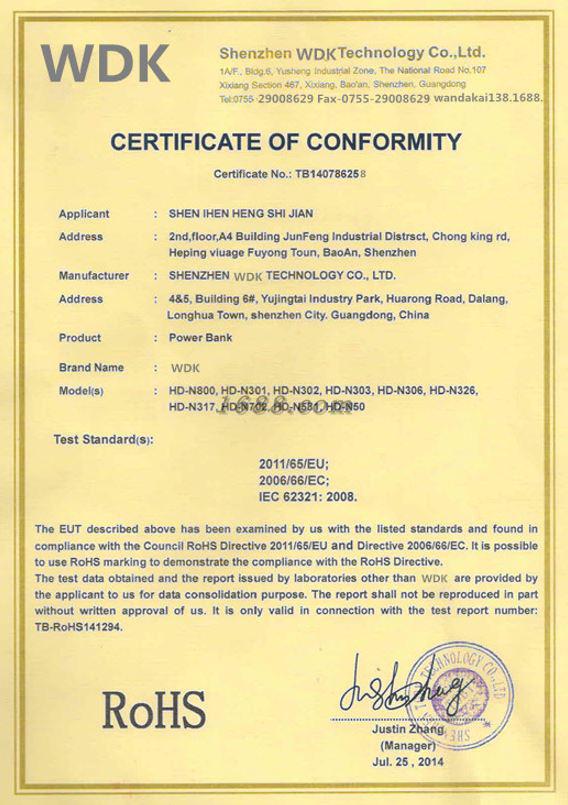 WDK
Shenzhen WDK Technology Co.,Ltd.
1A/F., Bldg.6, Yusheng Industrial Zone, The National Road No.107
Xixiang Section 467, Xixiang, Bao'an, Shenzhen, Guangdong
Tel:0755-29008629 Fax-0755-29008629 wandakai138.1688.
CERTIFICATE OF CONFORMITY
Certificate No.: TB140786258
Applicant : SHEN IHEN HENG SHI JIAN
Address : 2nd,floor,A4 Building JunFeng Industrial Distrsct, Chong king rd,
Heping viuage Fuyong Toun, BaoAn, Shenzhen
Manufacturer : SHENZHEN WDK TECHNOLOGY CO., LTD.
Address : 4&5, Building 6#, Yujingtai Industry Park, Huarong Road, Dalang,
Longhua Town, shenzhen City. Guangdong, China
Product : Power Bank
Brand Name : WDK
Model(s) : HD-N800, HD-N301, HD-N302, HD-N303, HD-N306, HD-N326,
HD-N317, HD-N702, HD-N581, HD-N50
1688.com
Test Standard(s):
2011/65/EU;
2006/66/EC;
IEC 62321: 2008.
The EUT described above has been examined by us with the listed standards and found in
compliance with the Council RoHS Directive 2011/65/EU and Directive 2006/66/EC. It is possible
to use RoHS marking to demonstrate the compliance with the RoHS Directive.
The test data obtained and the report issued by laboratories other than WDK are provided by
the applicant to us for data consolidation purpose. The report shall not be reproduced in part
without written approval of us. It is only valid in connection with the test report number:
TB-RoHS141294.
RoHS
TECHNOLOGY CO.,LTD
Justin Zhang
(Manager)
Jul. 25 , 2014